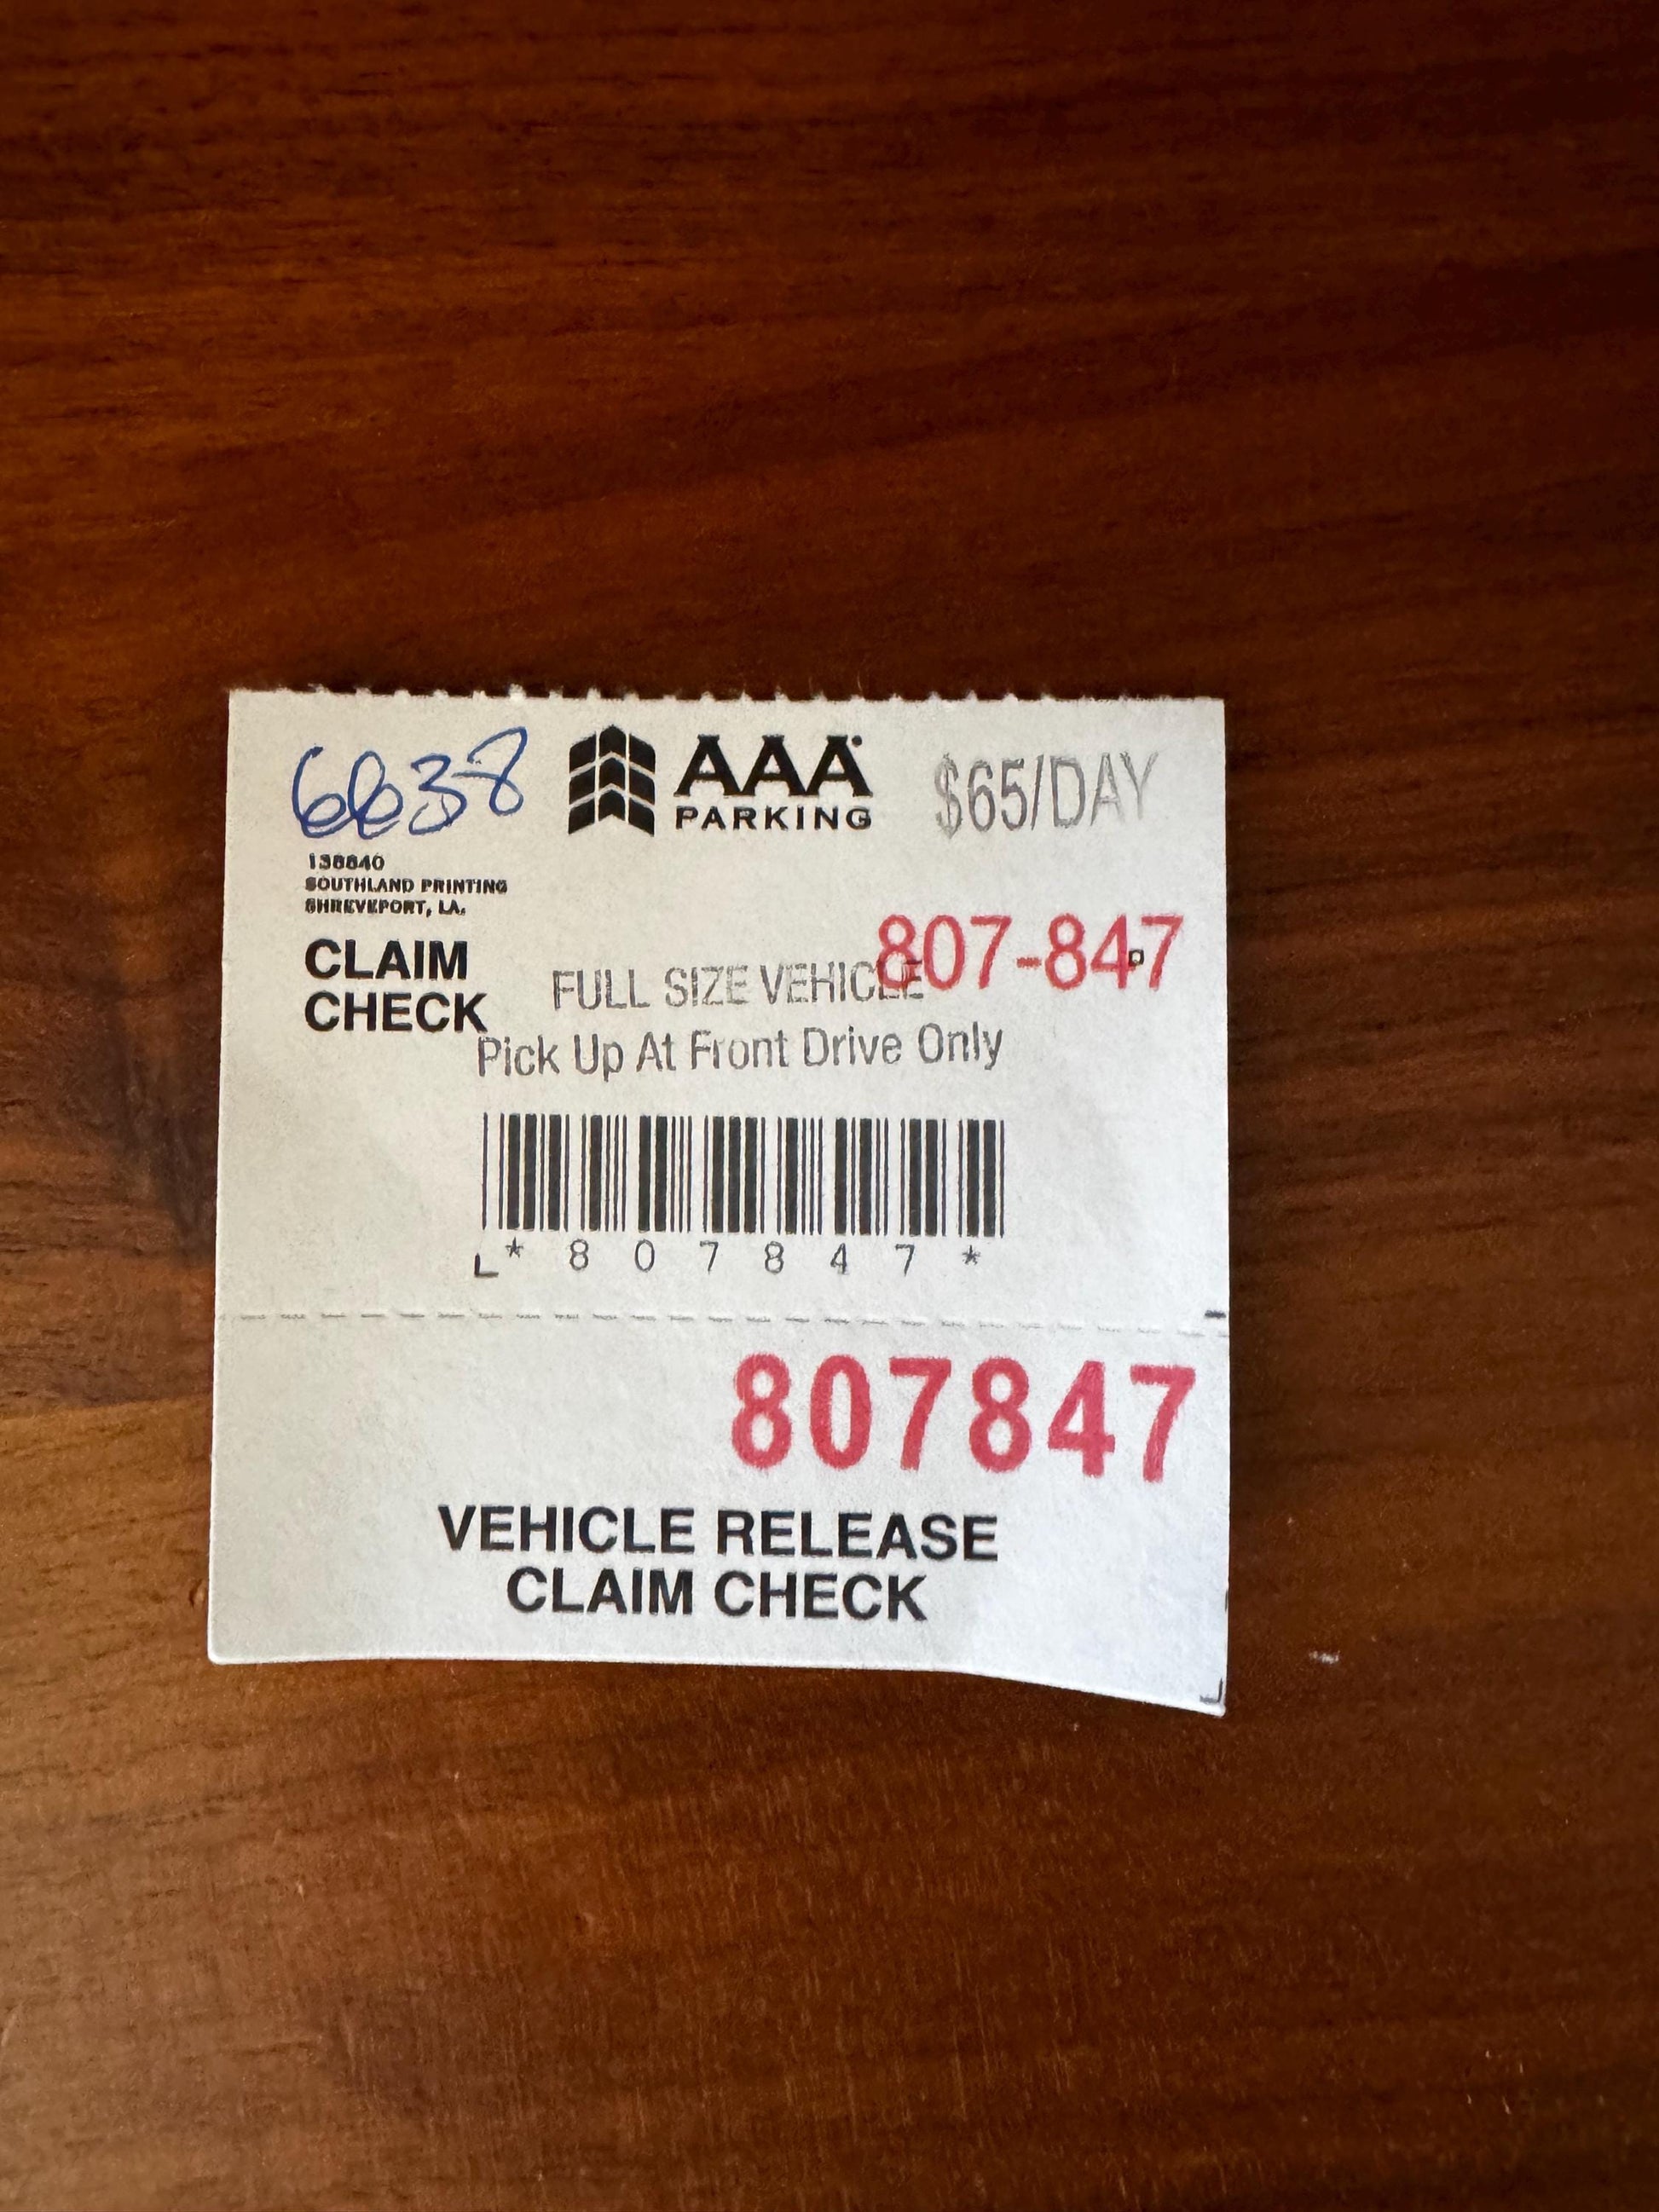 6638
AAA
PARKING
$65/DAY
138840
SOUTHLAND PRINTING
SHREVEPORT, LA.
CLAIM
CHECK
807-847
FULL SIZE VEHICLE
Pick Up At Front Drive Only
*807847*
807847
VEHICLE RELEASE
CLAIM CHECK